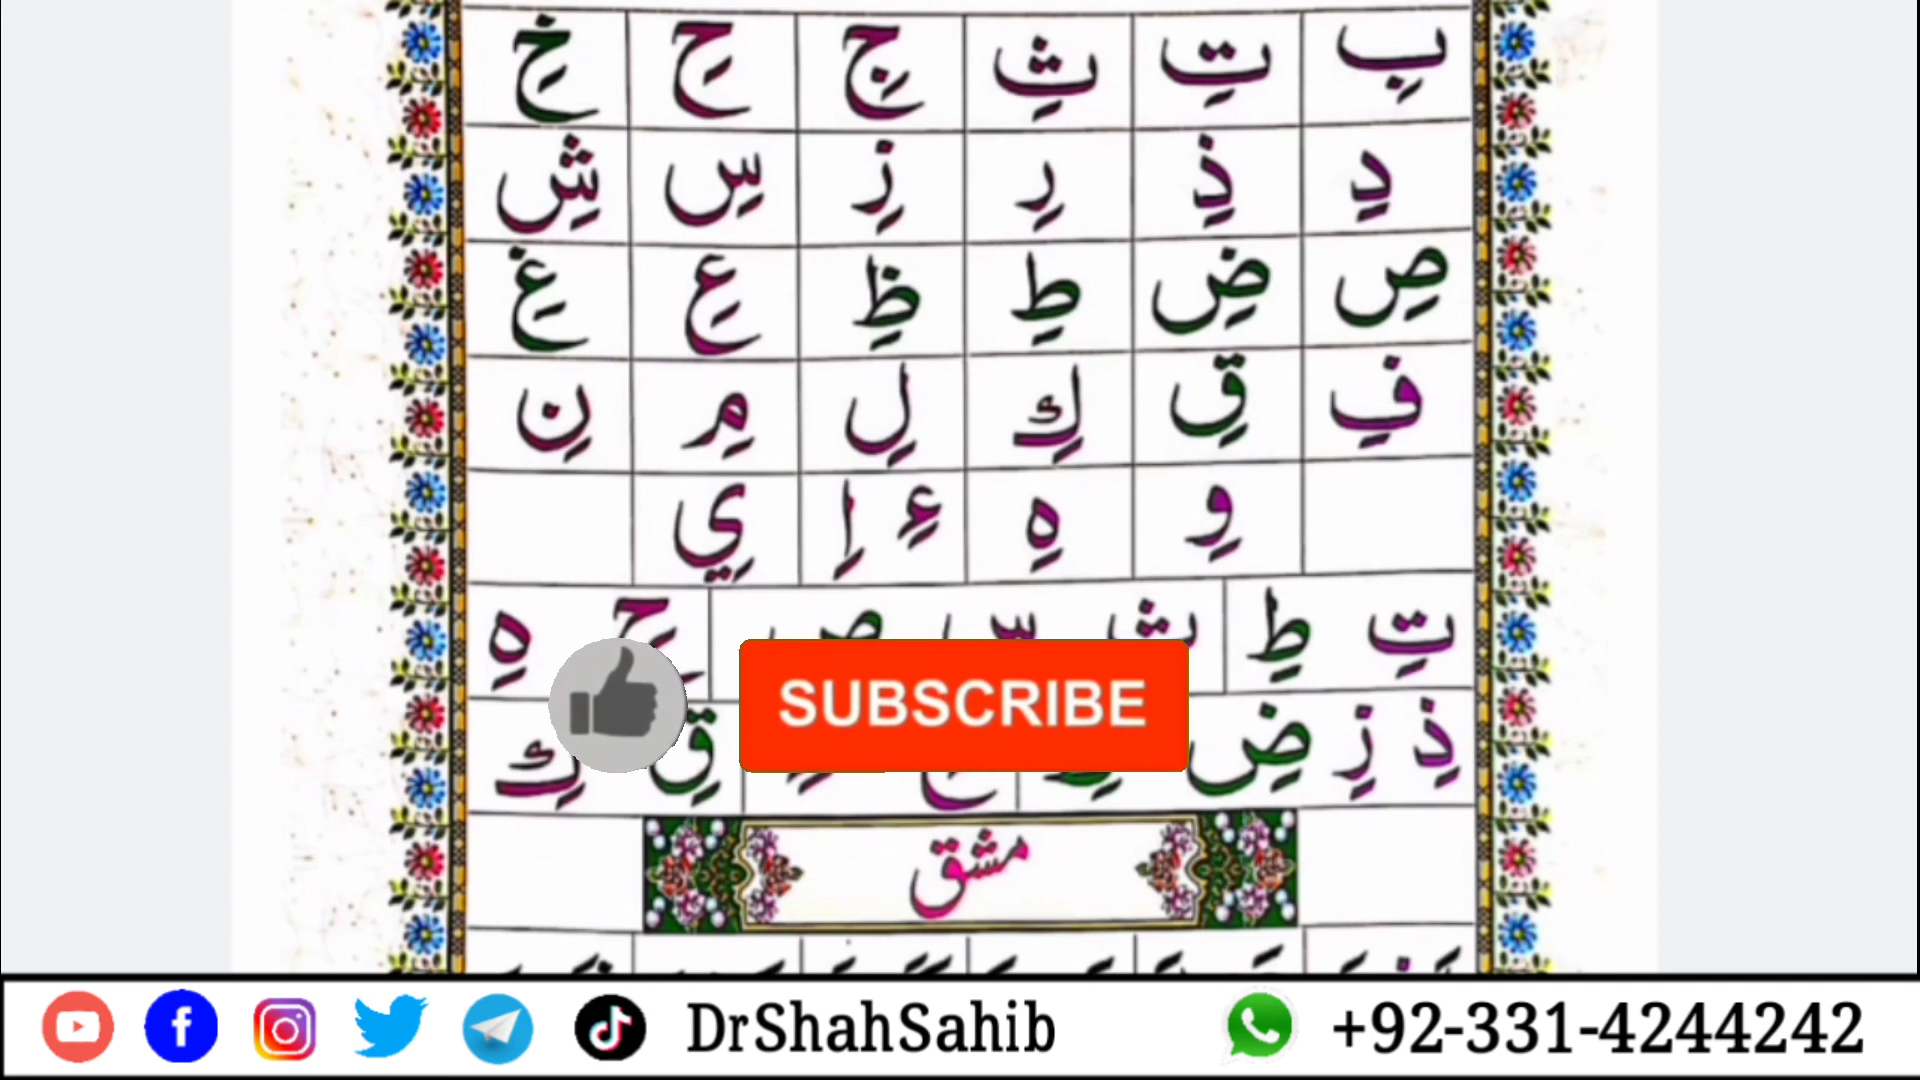 بِ تِ ثِ جِ حِ خِ
دِ ذِ رِ زِ سِ شِ
صِ ضِ طِ ظِ عِ غِ
فِ قِ كِ لِ مِ نِ
وِ هِ ءِ اِ يِ
تِ طِ ثِ سِ صِ حِ هِ
ذِ زِ ضِ قِ كِ
SUBSCRIBE
مشق
DrShahSahib +92-331-4244242